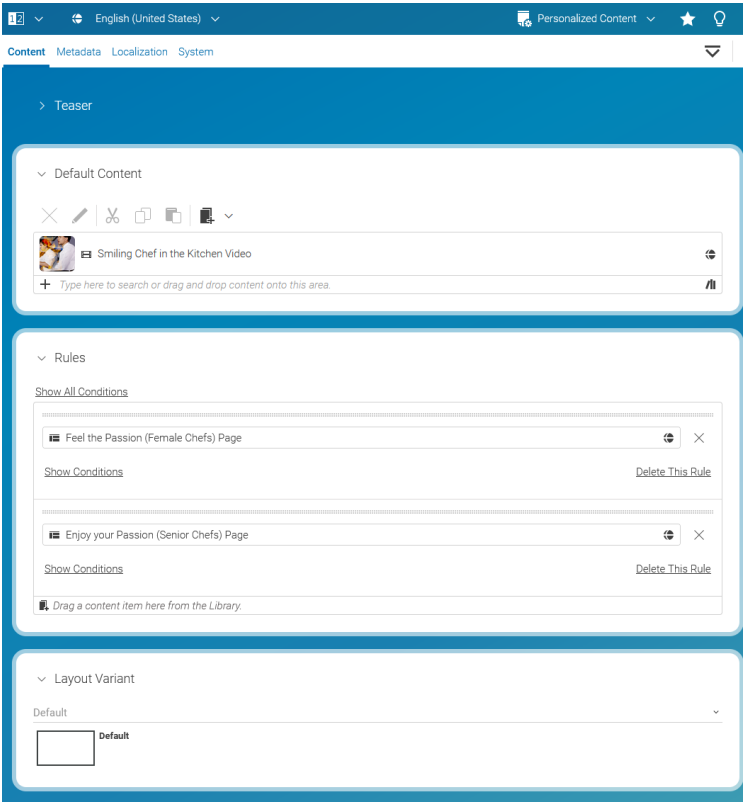 12 English (United States) Personalized Content
Content Metadata Localization System
Teaser
Default Content
Smiling Chef in the Kitchen Video
Type here to search or drag and drop content onto this area.
Rules
Show All Conditions
Feel the Passion (Female Chefs) Page
Show Conditions Delete This Rule
Enjoy your Passion (Senior Chefs) Page
Show Conditions Delete This Rule
Drag a content item here from the Library.
Layout Variant
Default
Default